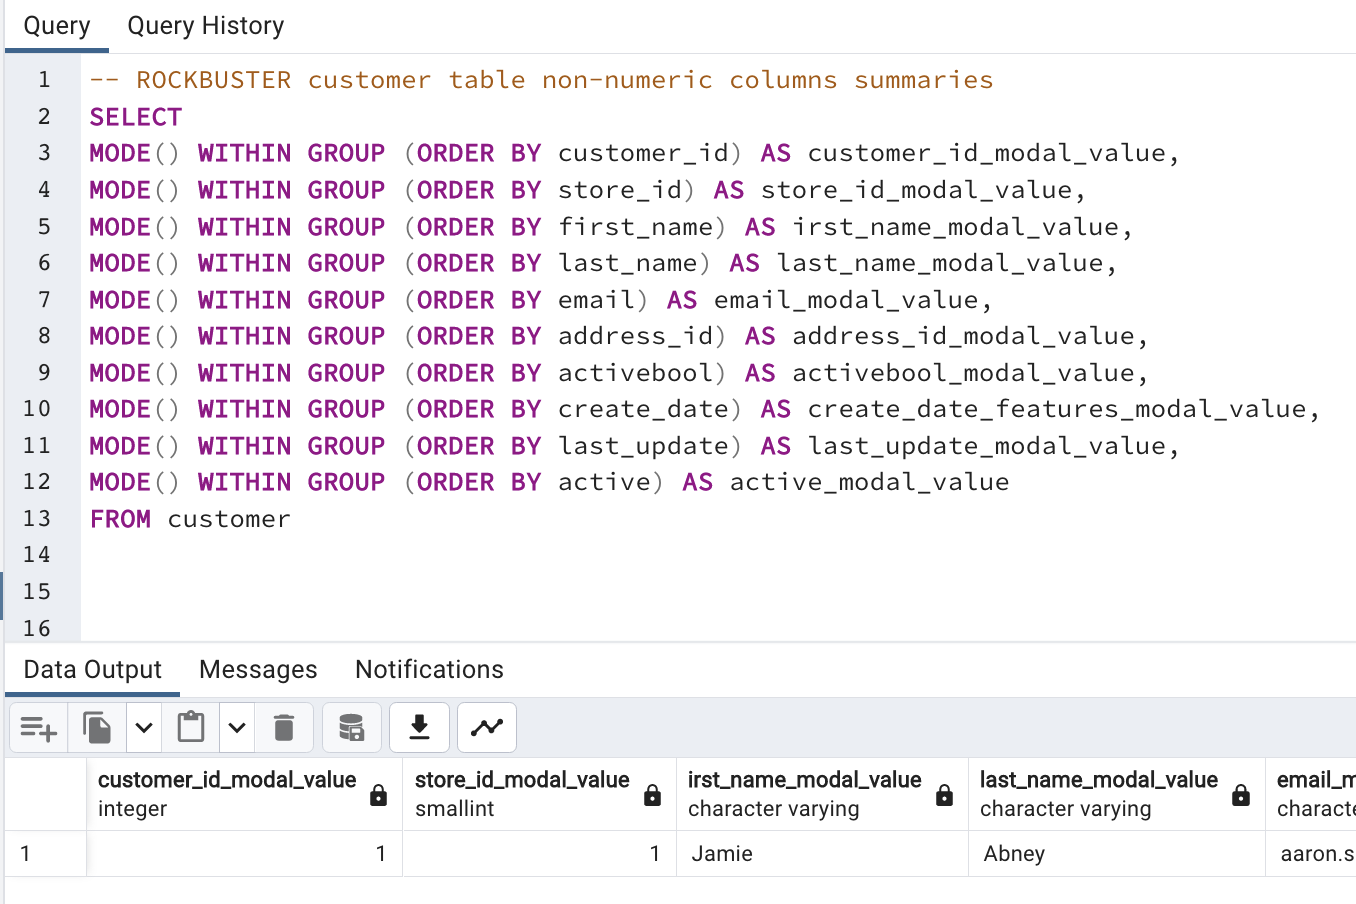 Query Query History
1 -- ROCKBUSTER customer table non-numeric columns summaries
2 SELECT
3 MODE() WITHIN GROUP (ORDER BY customer_id) AS customer_id_modal_value,
4 MODE() WITHIN GROUP (ORDER BY store_id) AS store_id_modal_value,
5 MODE() WITHIN GROUP (ORDER BY first_name) AS irst_name_modal_value,
6 MODE() WITHIN GROUP (ORDER BY last_name) AS last_name_modal_value,
7 MODE() WITHIN GROUP (ORDER BY email) AS email_modal_value,
8 MODE() WITHIN GROUP (ORDER BY address_id) AS address_id_modal_value,
9 MODE() WITHIN GROUP (ORDER BY activebool) AS activebool_modal_value,
10 MODE() WITHIN GROUP (ORDER BY create_date) AS create_date_features_modal_value,
11 MODE() WITHIN GROUP (ORDER BY last_update) AS last_update_modal_value,
12 MODE() WITHIN GROUP (ORDER BY active) AS active_modal_value
13 FROM customer
14
15
16
Data Output Messages Notifications
customer_id_modal_value store_id_modal_value irst_name_modal_value last_name_modal_value email_m
integer smallint character varying character varying characte
1 1 1 Jamie Abney aaron.s